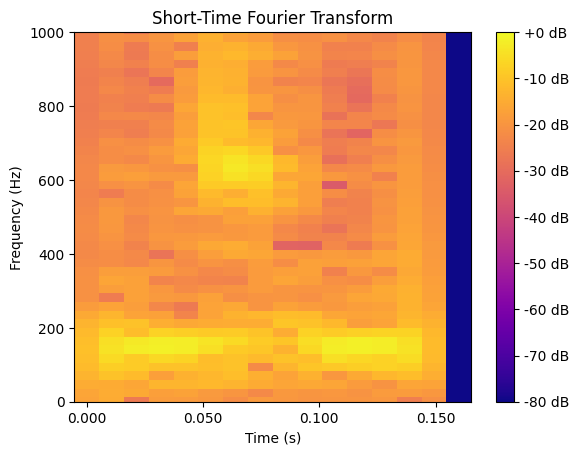 Short-Time Fourier Transform
1000
800
600
400
200
0
Frequency (Hz)
0.000
0.050
0.100
0.150
Time (s)
+0 dB
-10 dB
-20 dB
-30 dB
-40 dB
-50 dB
-60 dB
-70 dB
-80 dB